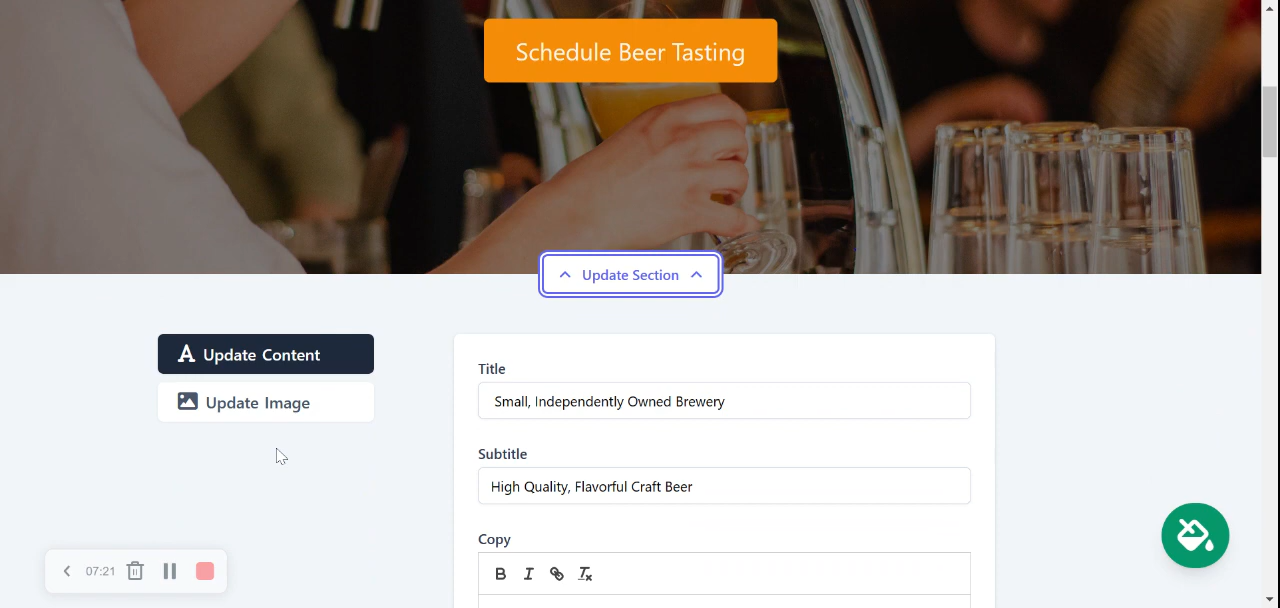 Schedule Beer Tasting
Update Section
Update Content
Update Image
Title
Small, Independently Owned Brewery
Subtitle
High Quality, Flavorful Craft Beer
Copy
B I
07:21